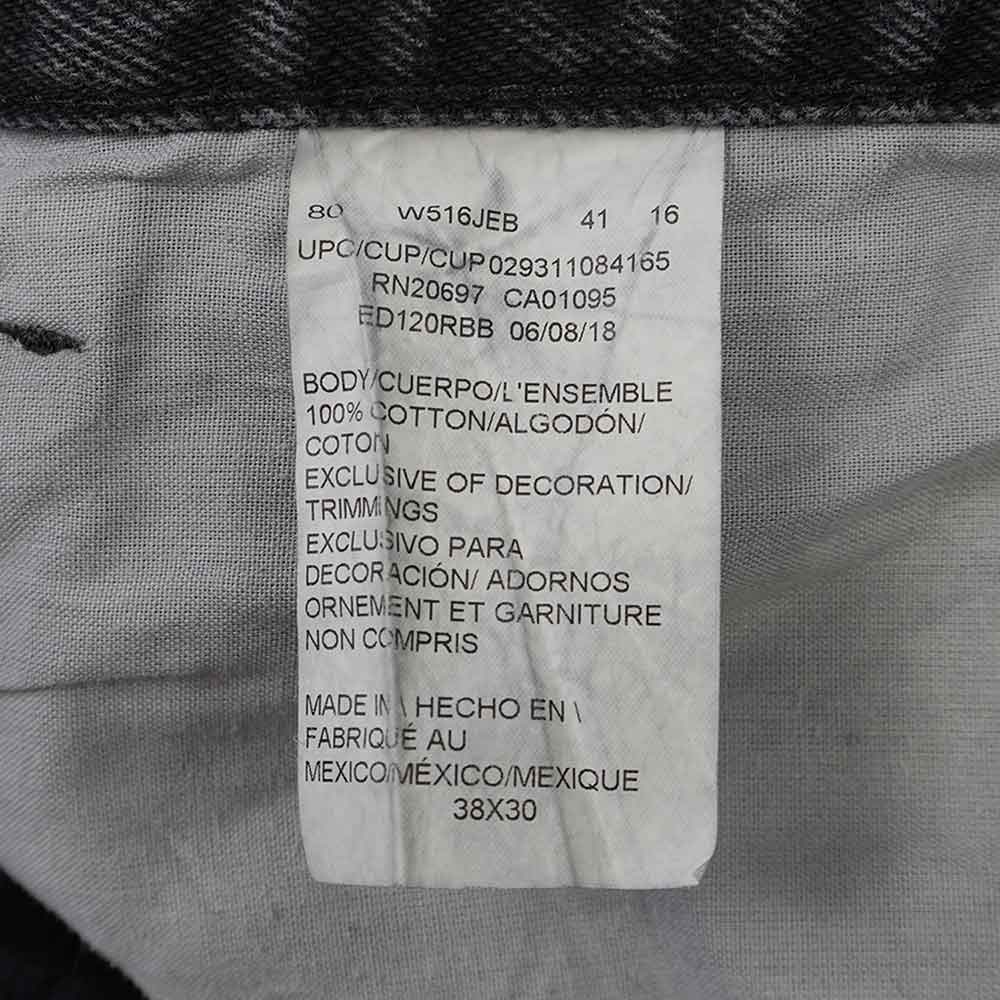 80 W516JEB 41 16
UPC/CUP/CUP029311084165
RN20697 CA01095
ED120RBB 06/08/18
BODY/CUERPO/L'ENSEMBLE
100% COTTON/ALGODÓN/
COTON
EXCLUSIVE OF DECORATION/
TRIMMINGS
EXCLUSIVO PARA
DECORACIÓN/ ADORNOS
ORNEMENT ET GARNITURE
NON COMPRIS
MADE IN \ HECHO EN \
FABRIQUÉ AU
MEXICO/MÉXICO/MEXIQUE
38X30